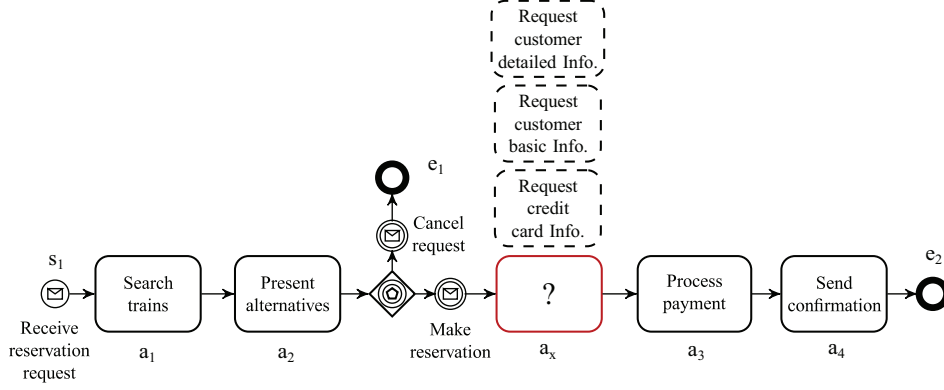 Request
customer
detailed Info.
Request
customer
basic Info.
Request
credit
card Info.
e1
Cancel
request
s1
Receive
reservation
request
Search
trains
a1
Present
alternatives
a2
Make
reservation
?
ax
Process
payment
a3
Send
confirmation
a4
e2